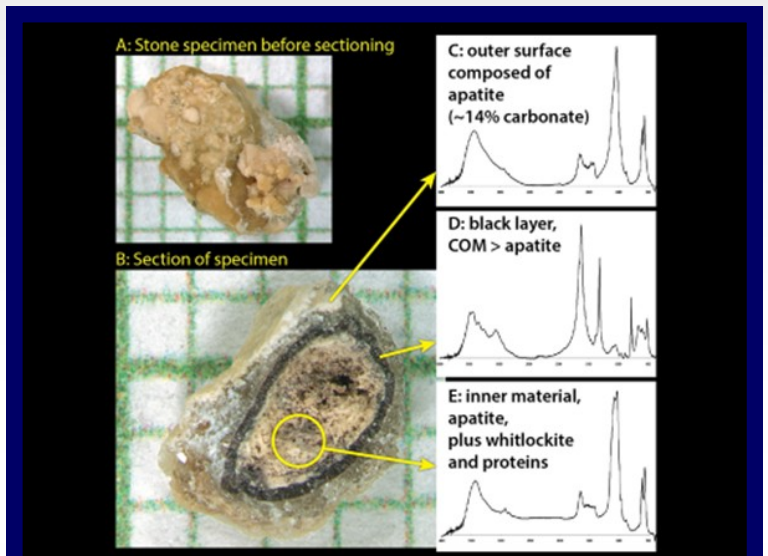 A: Stone specimen before sectioning
C: outer surface
composed of
apatite
(~14% carbonate)
D: black layer,
COM > apatite
B: Section of specimen
E: inner material,
apatite,
plus whitlockite
and proteins